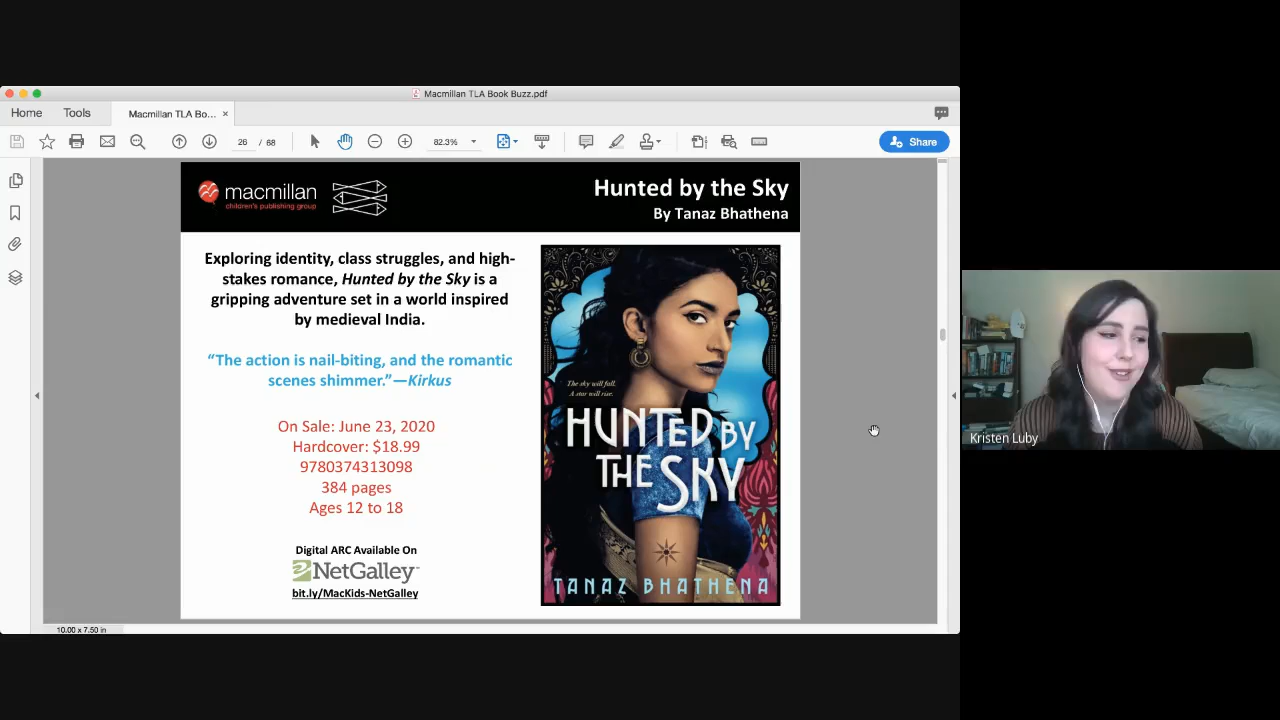 Macmillan TLA Book Buzz.pdf
Home
Tools
Macmillan TLA Bo...
×
26 / 68
82.3%
Share
macmillan
children's publishing group
Hunted by the Sky
By Tanaz Bhathena
Exploring identity, class struggles, and high-
stakes romance, Hunted by the Sky is a
gripping adventure set in a world inspired
by medieval India.
“The action is nail-biting, and the romantic
scenes shimmer.”—Kirkus
On Sale: June 23, 2020
Hardcover: $18.99
9780374313098
384 pages
Ages 12 to 18
Digital ARC Available On
NetGalley
bit.ly/MacKids-NetGalley
The sky will fall.
A star will rise.
HUNTED BY
THE SKY
TANAZ BHATHENA
Kristen Luby
10.00 x 7.50 in